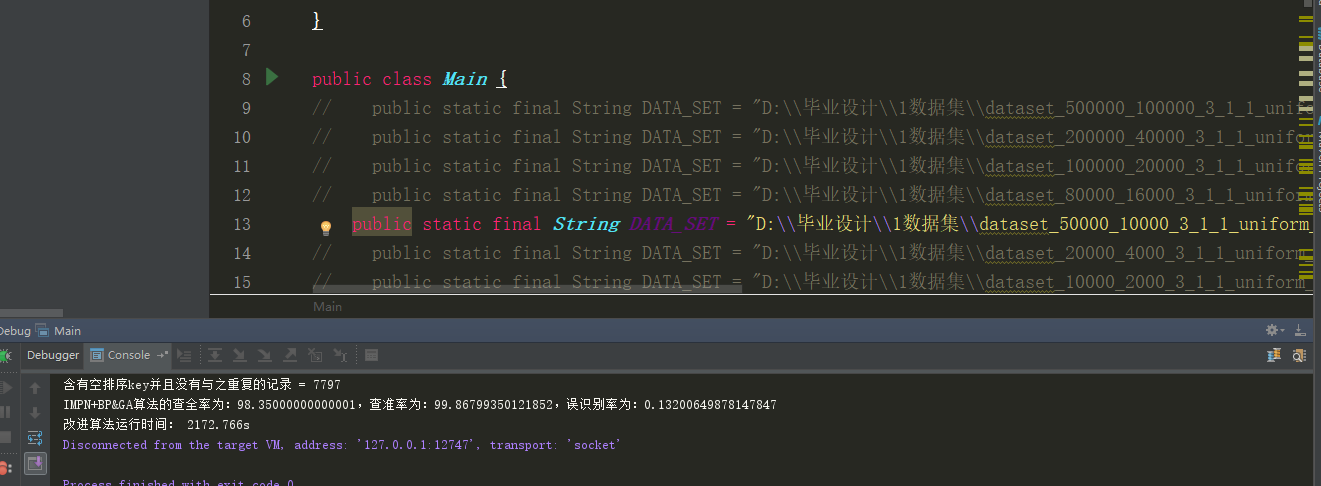 6 }
7
8 public class Main {
9 // public static final String DATA_SET = "D:\\毕业设计\\1数据集\\dataset_500000_100000_3_1_1_unifor
10 // public static final String DATA_SET = "D:\\毕业设计\\1数据集\\dataset_200000_40000_3_1_1_unifor
11 // public static final String DATA_SET = "D:\\毕业设计\\1数据集\\dataset_100000_20000_3_1_1_unifor
12 // public static final String DATA_SET = "D:\\毕业设计\\1数据集\\dataset_80000_16000_3_1_1_uniform
13 public static final String DATA_SET = "D:\\毕业设计\\1数据集\\dataset_50000_10000_3_1_1_uniform_
14 // public static final String DATA_SET = "D:\\毕业设计\\1数据集\\dataset_20000_4000_3_1_1_uniform_
15 // public static final String DATA_SET = "D:\\毕业设计\\1数据集\\dataset_10000_2000_3_1_1_uniform_
Main
Debug Main
Debugger Console
含有空排序key并且没有与之重复的记录 = 7797
IMPN+BP&GA算法的查全率为：98.35000000000001，查准率为：99.86799350121852，误识别率为：0.13200649878147847
改进算法运行时间： 2172.766s
Disconnected from the target VM, address: '127.0.0.1:12747', transport: 'socket'
Process finished with exit code 0